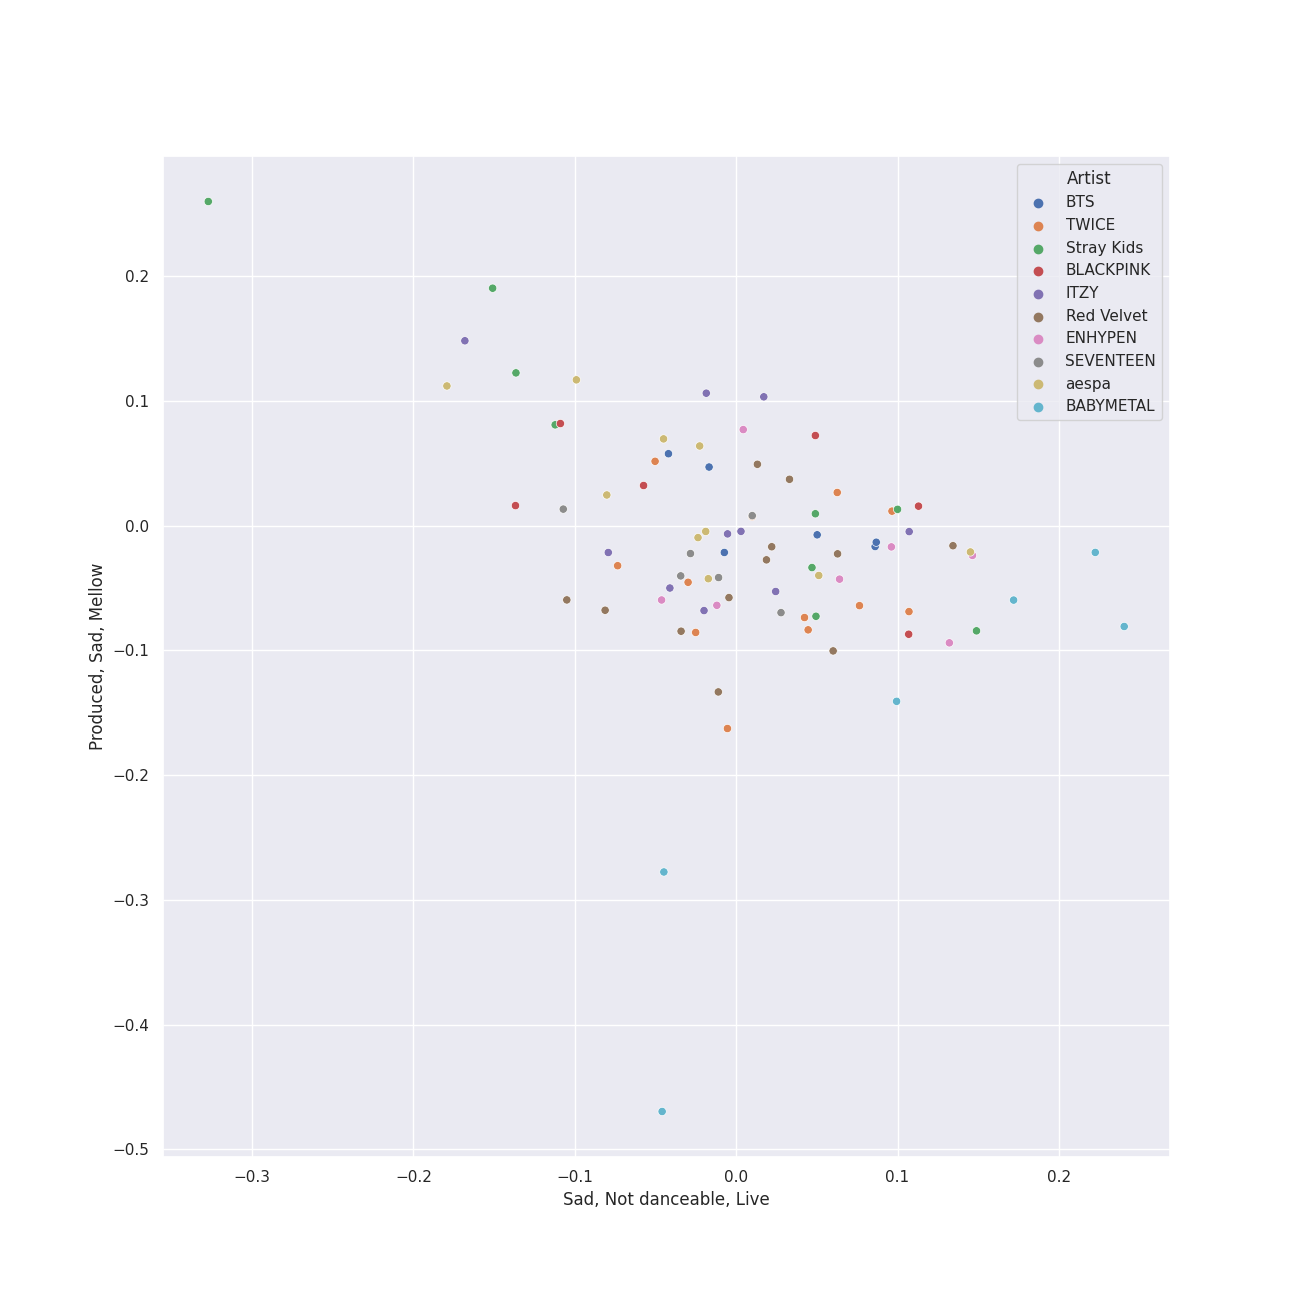 Artist
BTS
TWICE
Stray Kids
BLACKPINK
ITZY
Red Velvet
ENHYPEN
SEVENTEEN
aespa
BABYMETAL
0.2
0.1
0.0
−0.1
−0.2
−0.3
−0.4
−0.5
Produced, Sad, Mellow
−0.3
−0.2
−0.1
0.0
0.1
0.2
Sad, Not danceable, Live